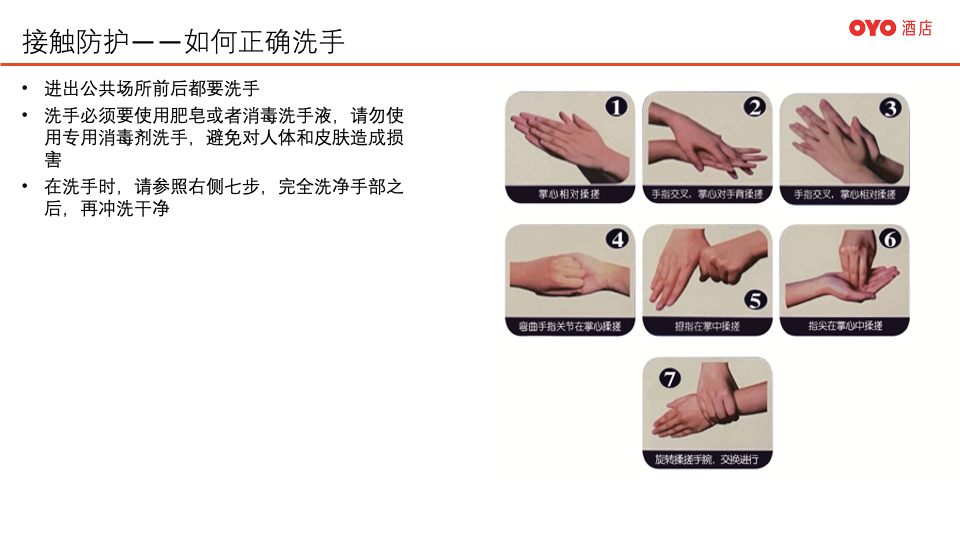 接触防护——如何正确洗手
OYO 酒店
• 进出公共场所前后都要洗手
• 洗手必须要使用肥皂或者消毒洗手液，请勿使
用专用消毒剂洗手，避免对人体和皮肤造成损
害
• 在洗手时，请参照右侧七步，完全洗净手部之
后，再冲洗干净
1
掌心相对揉搓
2
手指交叉，掌心对手背揉搓
3
手指交叉，掌心相对揉搓
4
弯曲手指关节在掌心揉搓
5
拇指在掌中揉搓
6
指尖在掌心中揉搓
7
旋转揉搓手腕，交换进行